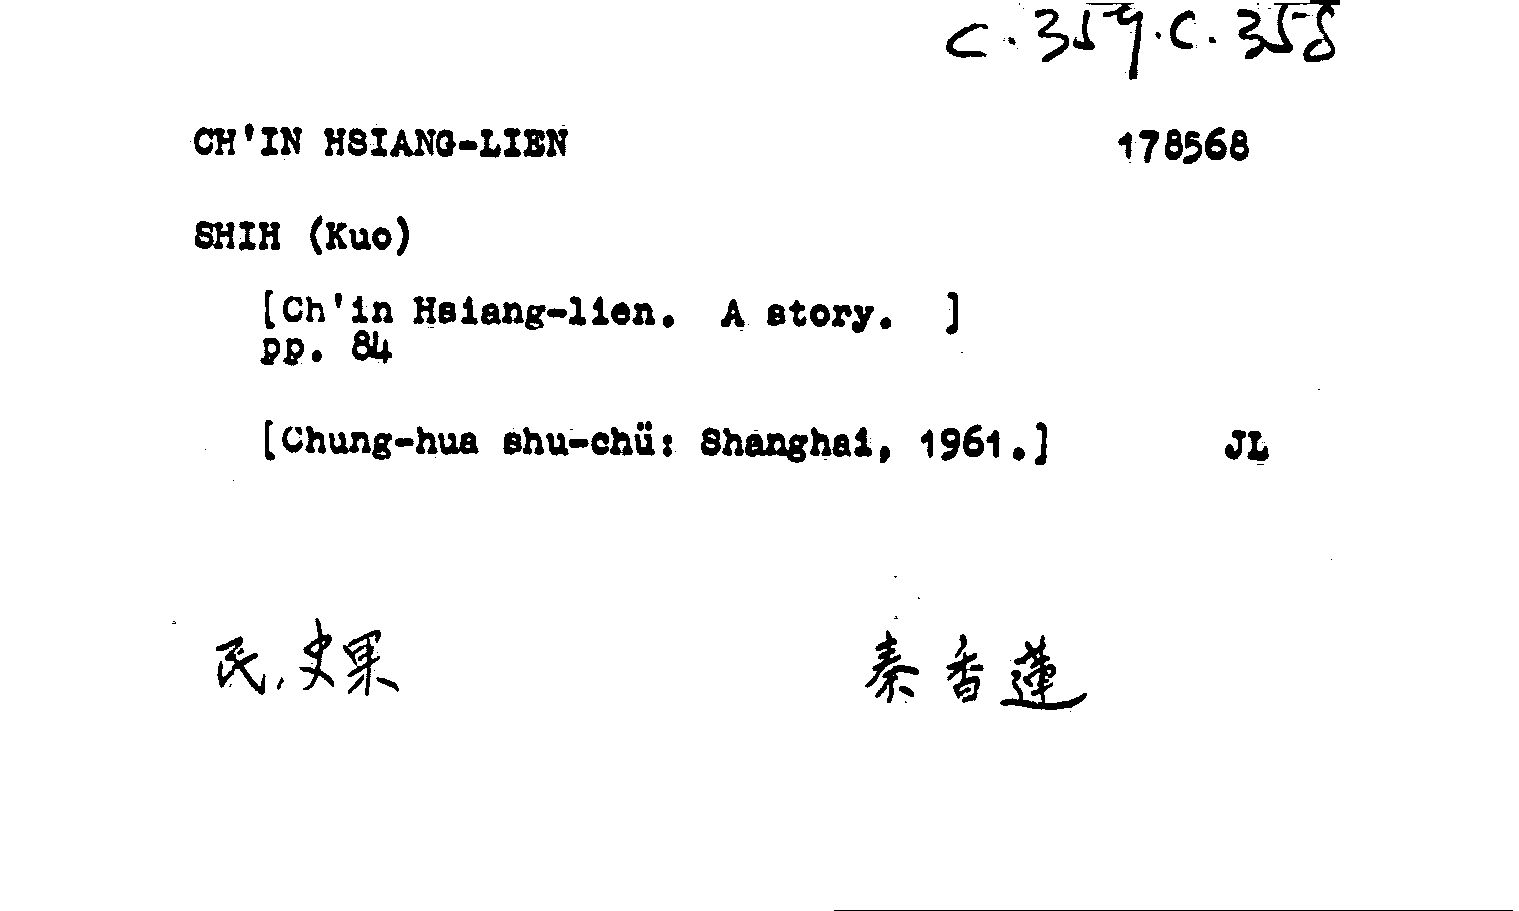 c.359.c.358
CH'IN HSIANG-LIEN 178568
SHIH (Kuo)
[Ch'in Hsiang-lien. A story. ]
pp. 84
[Chung-hua shu-chü: Shanghai, 1961.] JL
民,史果 秦香蓮